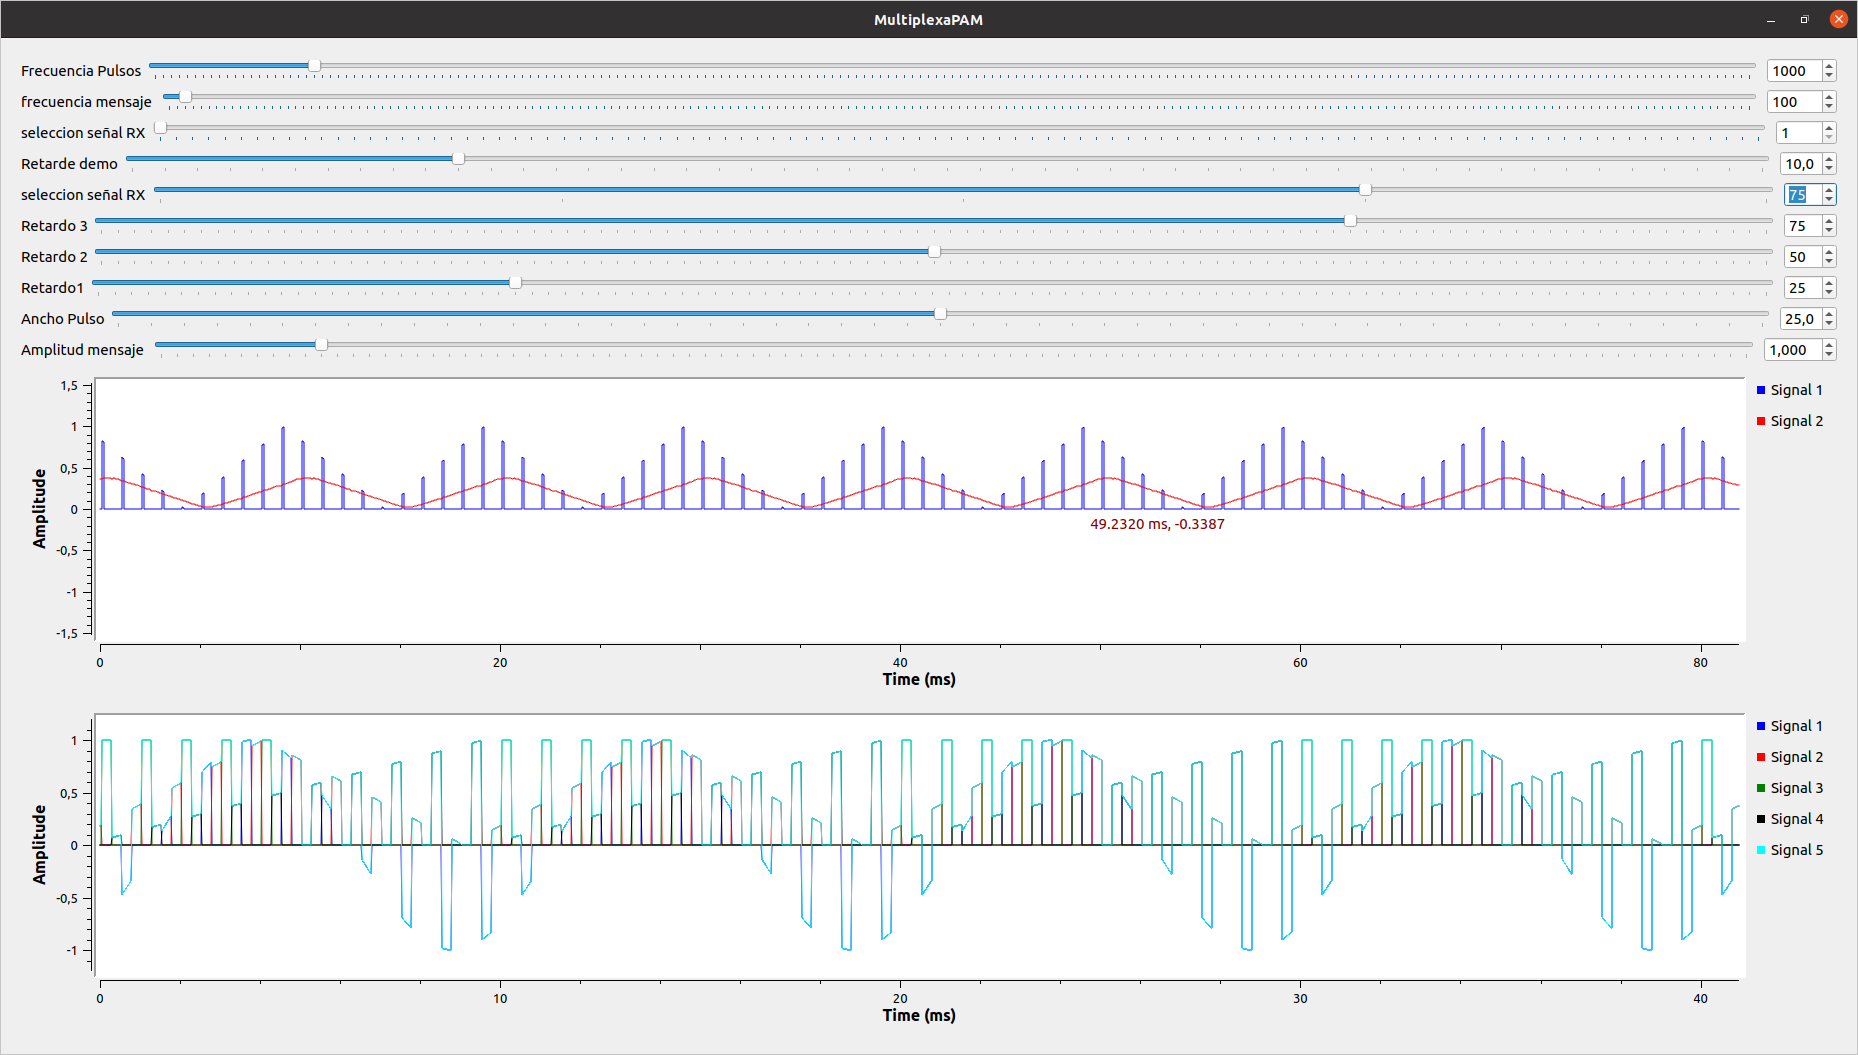 MultiplexaPAM
Frecuencia Pulsos 1000
frecuencia mensaje 100
seleccion señal RX 1
Retarde demo 10,0
seleccion señal RX 75
Retardo 3 75
Retardo 2 50
Retardo1 25
Ancho Pulso 25,0
Amplitud mensaje 1,000
Amplitude
1,5
1
0,5
0
-0,5
-1
-1,5
49.2320 ms, -0.3387
Signal 1
Signal 2
0 20 40 60 80
Time (ms)
Amplitude
1
0,5
0
-0,5
-1
Signal 1
Signal 2
Signal 3
Signal 4
Signal 5
0 10 20 30 40
Time (ms)